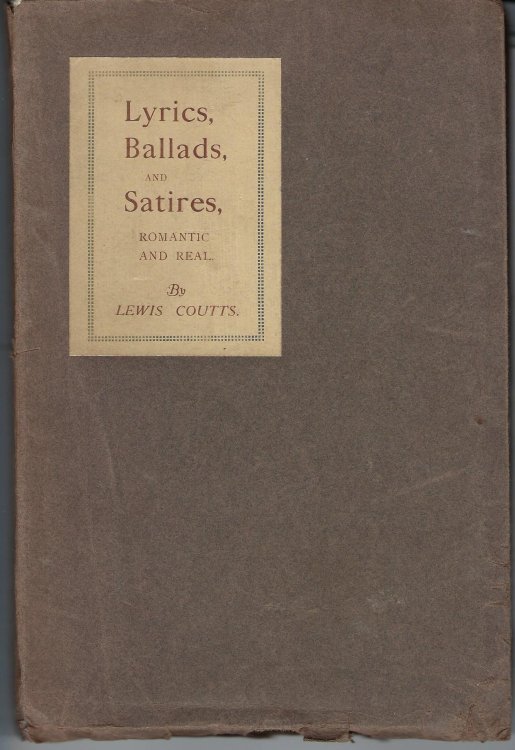 Lyrics,
Ballads,
AND
Satires,
ROMANTIC
AND REAL.
By
LEWIS COUTTS.